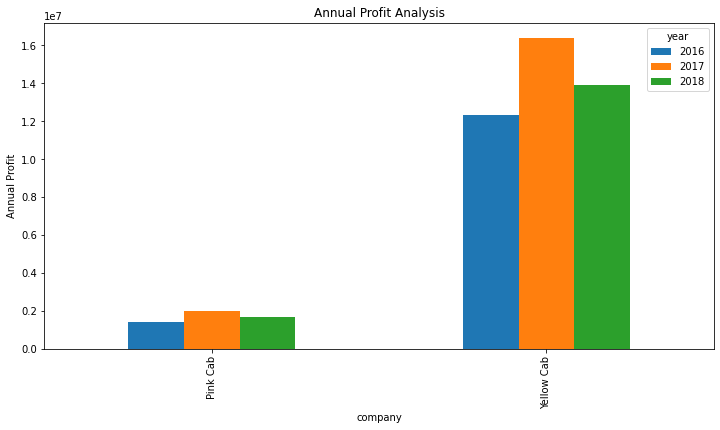 Annual Profit Analysis
1e7
year
2016
2017
2018
1.6
1.4
1.2
1.0
0.8
0.6
0.4
0.2
0.0
Annual Profit
Pink Cab
Yellow Cab
company